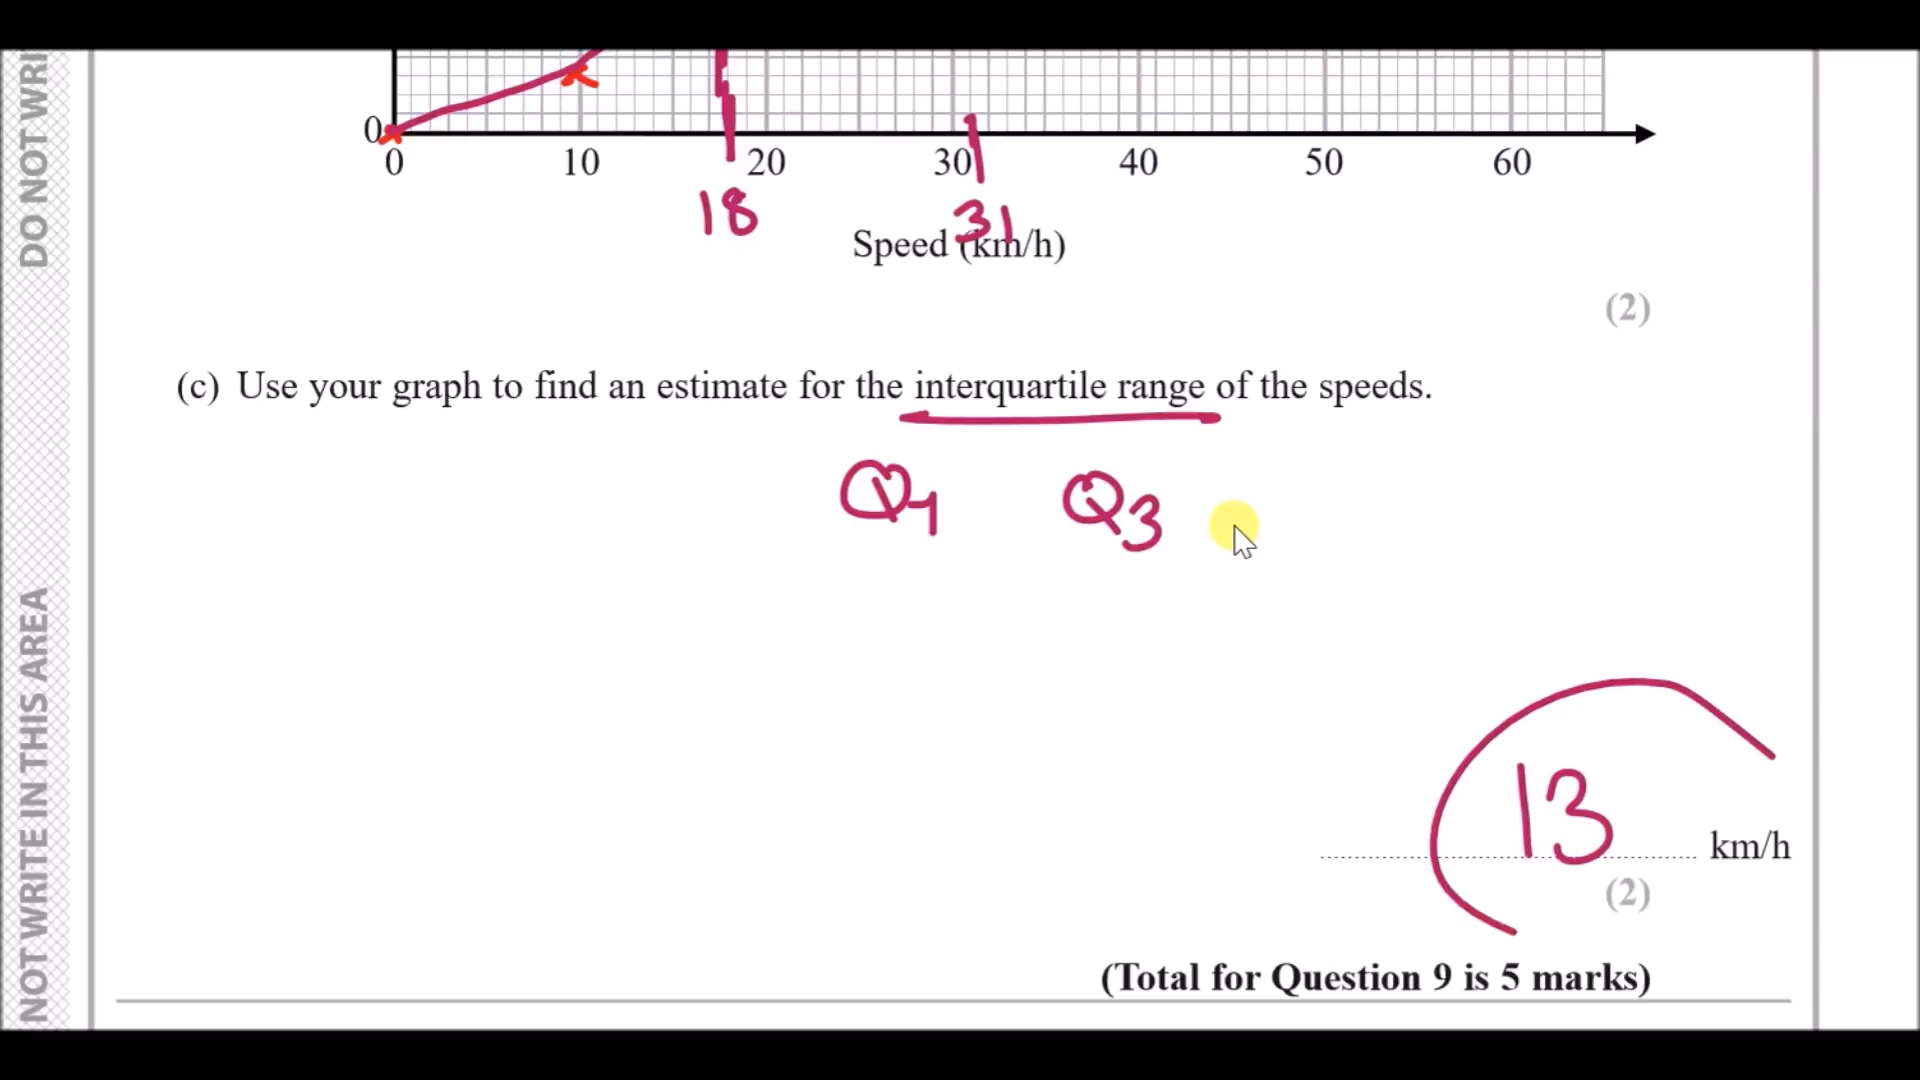 DO NOT WRI
0
0 10 20 30 40 50 60
18 31
Speed (km/h)
(2)
(c) Use your graph to find an estimate for the interquartile range of the speeds.
Q1 Q3
13 km/h
(2)
NOT WRITE IN THIS AREA
(Total for Question 9 is 5 marks)